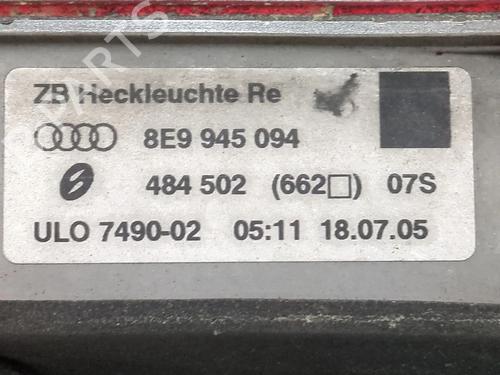 ZB Heckleuchte Re
8E9 945 094
484 502 (662□) 07S
ULO 7490-02 05:11 18.07.05